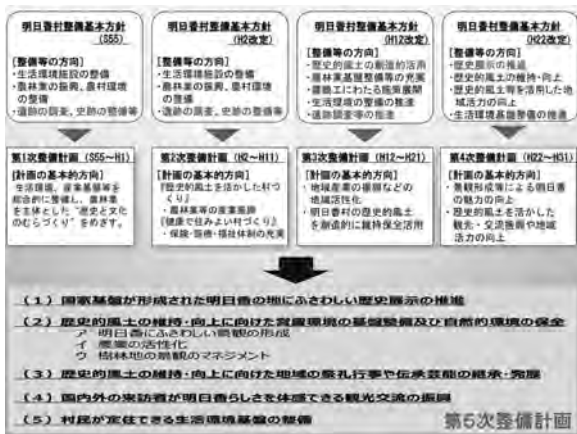 明日香村整備基本方針
（S55）
[整備等の方向]
・生活環境施設の整備
・農林業の振興、農村環境
の整備
・遺跡の調査、史跡の整備等
明日香村整備基本方針
（H2改定）
[整備等の方向]
・生活環境施設の整備
・農林業の振興、農村環境
の整備
・遺跡の調査、史跡の整備等
明日香村整備基本方針
（H12改定）
[整備等の方向]
・歴史的風土の創造的活用
・農林業基盤整備等の充実
・農商工にわたる施策展開
・生活環境の整備の推進
・遺跡調査等の推進
明日香村整備基本方針
（H22改定）
[整備等の方向]
・歴史展示の推進
・歴史的風土の維持・向上
・歴史的風土等を活用した地
域活力の向上
・生活環境基盤整備の推進
第1次整備計画（S55～H1）
[計画の基本的方向]
生活環境、産業基盤等を
総合的に整備し、農林業
を主体とした“歴史と文化
のむらづくり”をめざす。
第2次整備計画（H2～H11）
[計画の基本的方向]
『歴史的風土を活かした村づ
くり』
・農林業等の産業振興
『健康で住みよい村づくり』
・保健・医療・福祉体制の充実
第3次整備計画（H12～H21）
[計画の基本的方向]
・地域産業の振興などの
地域活性化
・明日香村の歴史的風土
を創造的に維持保全活用
第4次整備計画（H22～H31）
[計画の基本的方向]
・景観形成等による明日香
の魅力の向上
・歴史的風土を活かした
観光・交流振興や地域
活力の向上
（１）国家基盤が形成された明日香の地にふさわしい歴史展示の推進
（２）歴史的風土の維持・向上に向けた営農環境の基盤整備及び自然的環境の保全
ア 明日香にふさわしい景観の形成
イ 農業の活性化
ウ 樹林地の景観のマネジメント
（３）歴史的風土の維持・向上に向けた地域の祭礼行事や伝承芸能の継承・発展
（４）国内外の来訪者が明日香らしさを体感できる観光交流の振興
（５）村民が定住できる生活環境基盤の整備
第5次整備計画